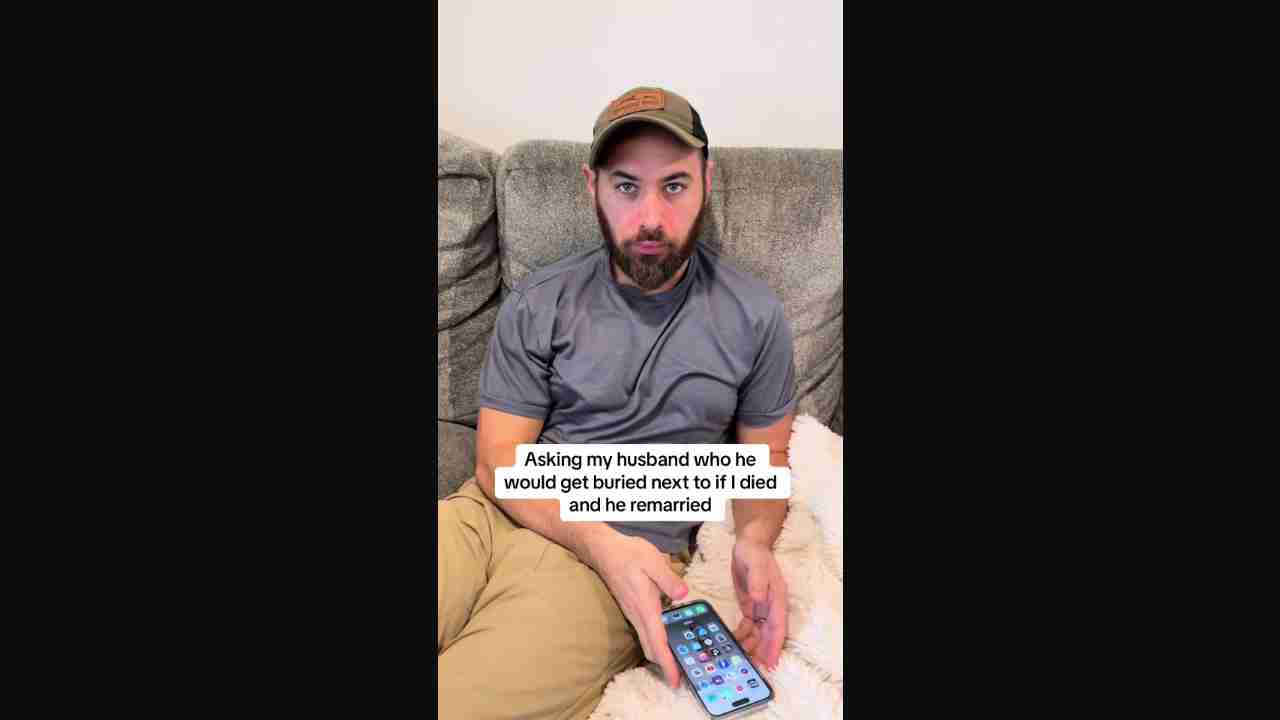 Asking my husband who he
would get buried next to if I died
and he remarried